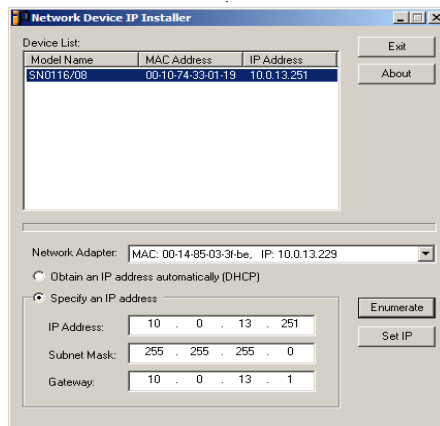 Network Device IP Installer
Device List:
Exit
Model Name MAC Address IP Address
SN0116/08 00-10-74-33-01-19 10.0.13.251
About
Network Adapter: MAC: 00-14-85-03-3f-be, IP: 10.0.13.229
Obtain an IP address automatically (DHCP)
Specify an IP address
Enumerate
IP Address: 10 . 0 . 13 . 251
Set IP
Subnet Mask: 255 . 255 . 255 . 0
Gateway: 10 . 0 . 13 . 1